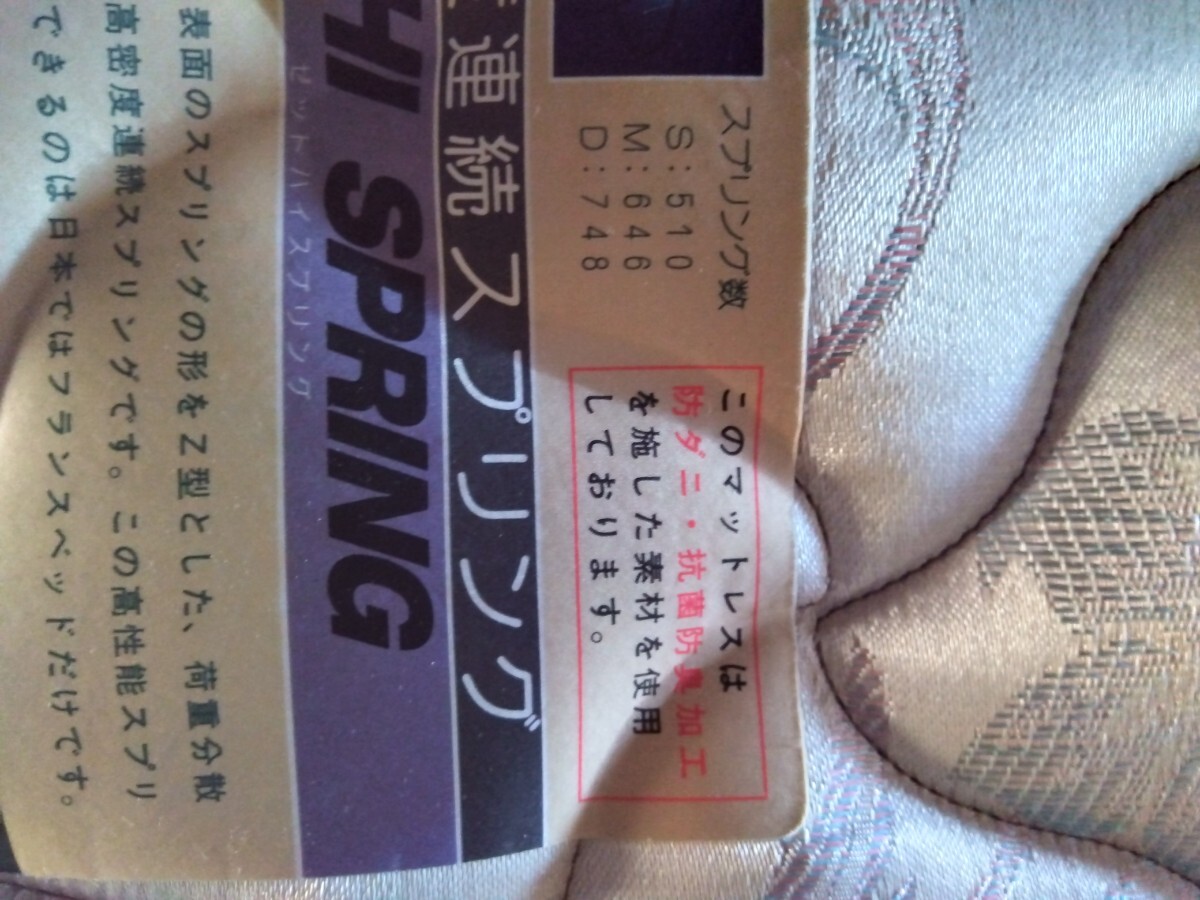 スプリング数
S:510
M:646
D:748
このマットレスは
防ダニ・抗菌防臭加工
を施した素材を使用
しております。
連続スプリング
HI SPRING
ゼットハイスプリング
表面のスプリングの形をZ型とした、荷重分散
高密度連続スプリングです。この高性能スプリ
できるのは日本ではフランスベッドだけです。